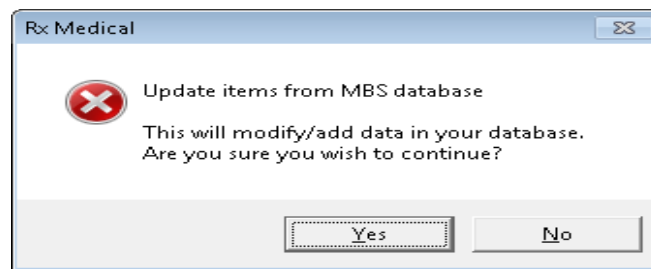 Rx Medical
Update items from MBS database
This will modify/add data in your database.
Are you sure you wish to continue?
Yes
No